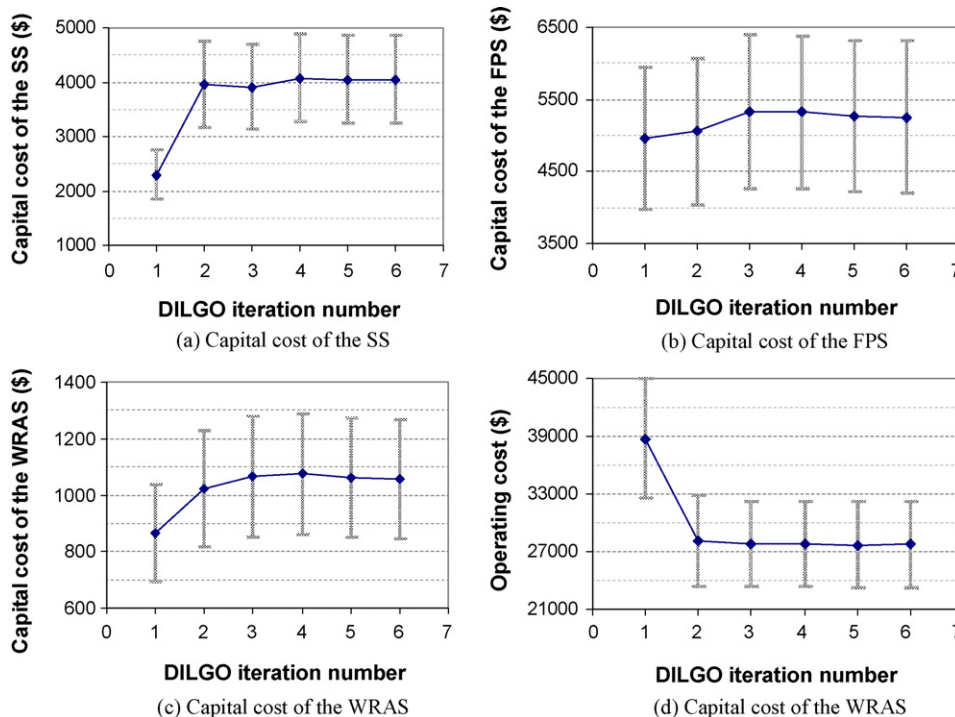 Capital cost of the SS ($)
5000
4000
3000
2000
1000
0 1 2 3 4 5 6 7
DILGO iteration number
(a) Capital cost of the SS
Capital cost of the FPS ($)
6500
5500
4500
3500
0 1 2 3 4 5 6 7
DILGO iteration number
(b) Capital cost of the FPS
Capital cost of the WRAS ($)
1400
1200
1000
800
600
0 1 2 3 4 5 6 7
DILGO iteration number
(c) Capital cost of the WRAS
Operating cost ($)
45000
39000
33000
27000
21000
0 1 2 3 4 5 6 7
DILGO iteration number
(d) Capital cost of the WRAS